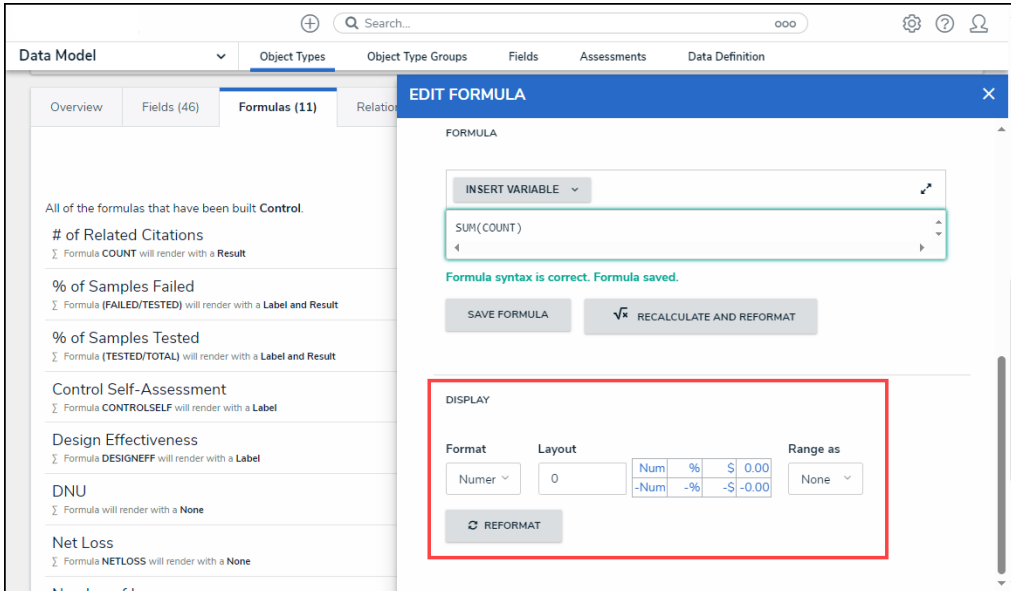 Search...
Data Model
Object Types
Object Type Groups
Fields
Assessments
Data Definition
Overview
Fields (46)
Formulas (11)
Relation
All of the formulas that have been built Control.
# of Related Citations
∑ Formula COUNT will render with a Result
% of Samples Failed
∑ Formula (FAILED/TESTED) will render with a Label and Result
% of Samples Tested
∑ Formula (TESTED/TOTAL) will render with a Label and Result
Control Self-Assessment
∑ Formula CONTROLSELF will render with a Label
Design Effectiveness
∑ Formula DESIGNEFF will render with a Label
DNU
∑ Formula will render with a None
Net Loss
∑ Formula NETLOSS will render with a None
EDIT FORMULA
FORMULA
INSERT VARIABLE
SUM(COUNT)
Formula syntax is correct. Formula saved.
SAVE FORMULA
√x RECALCULATE AND REFORMAT
DISPLAY
Format
Layout
Range as
Numer
0
Num % $ 0.00
-Num -% -$ -0.00
None
REFORMAT